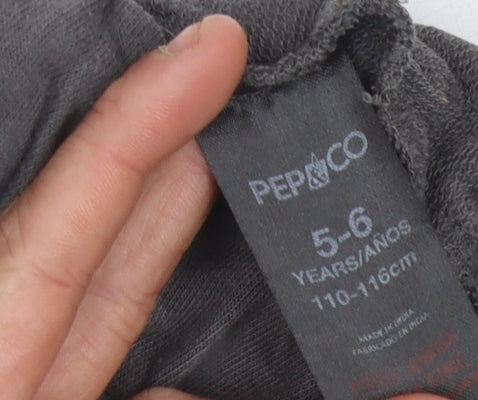 PEPCO
5-6
YEARS/AÑOS
110-116cm
MADE IN INDIA
FABRICADO EN INDIA